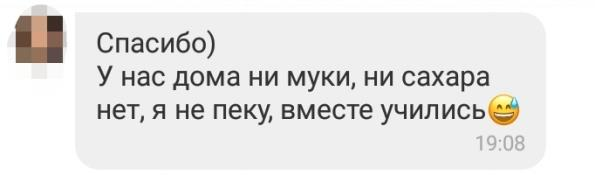 Спасибо)
У нас дома ни муки, ни сахара
нет, я не пеку, вместе учились😅
19:08